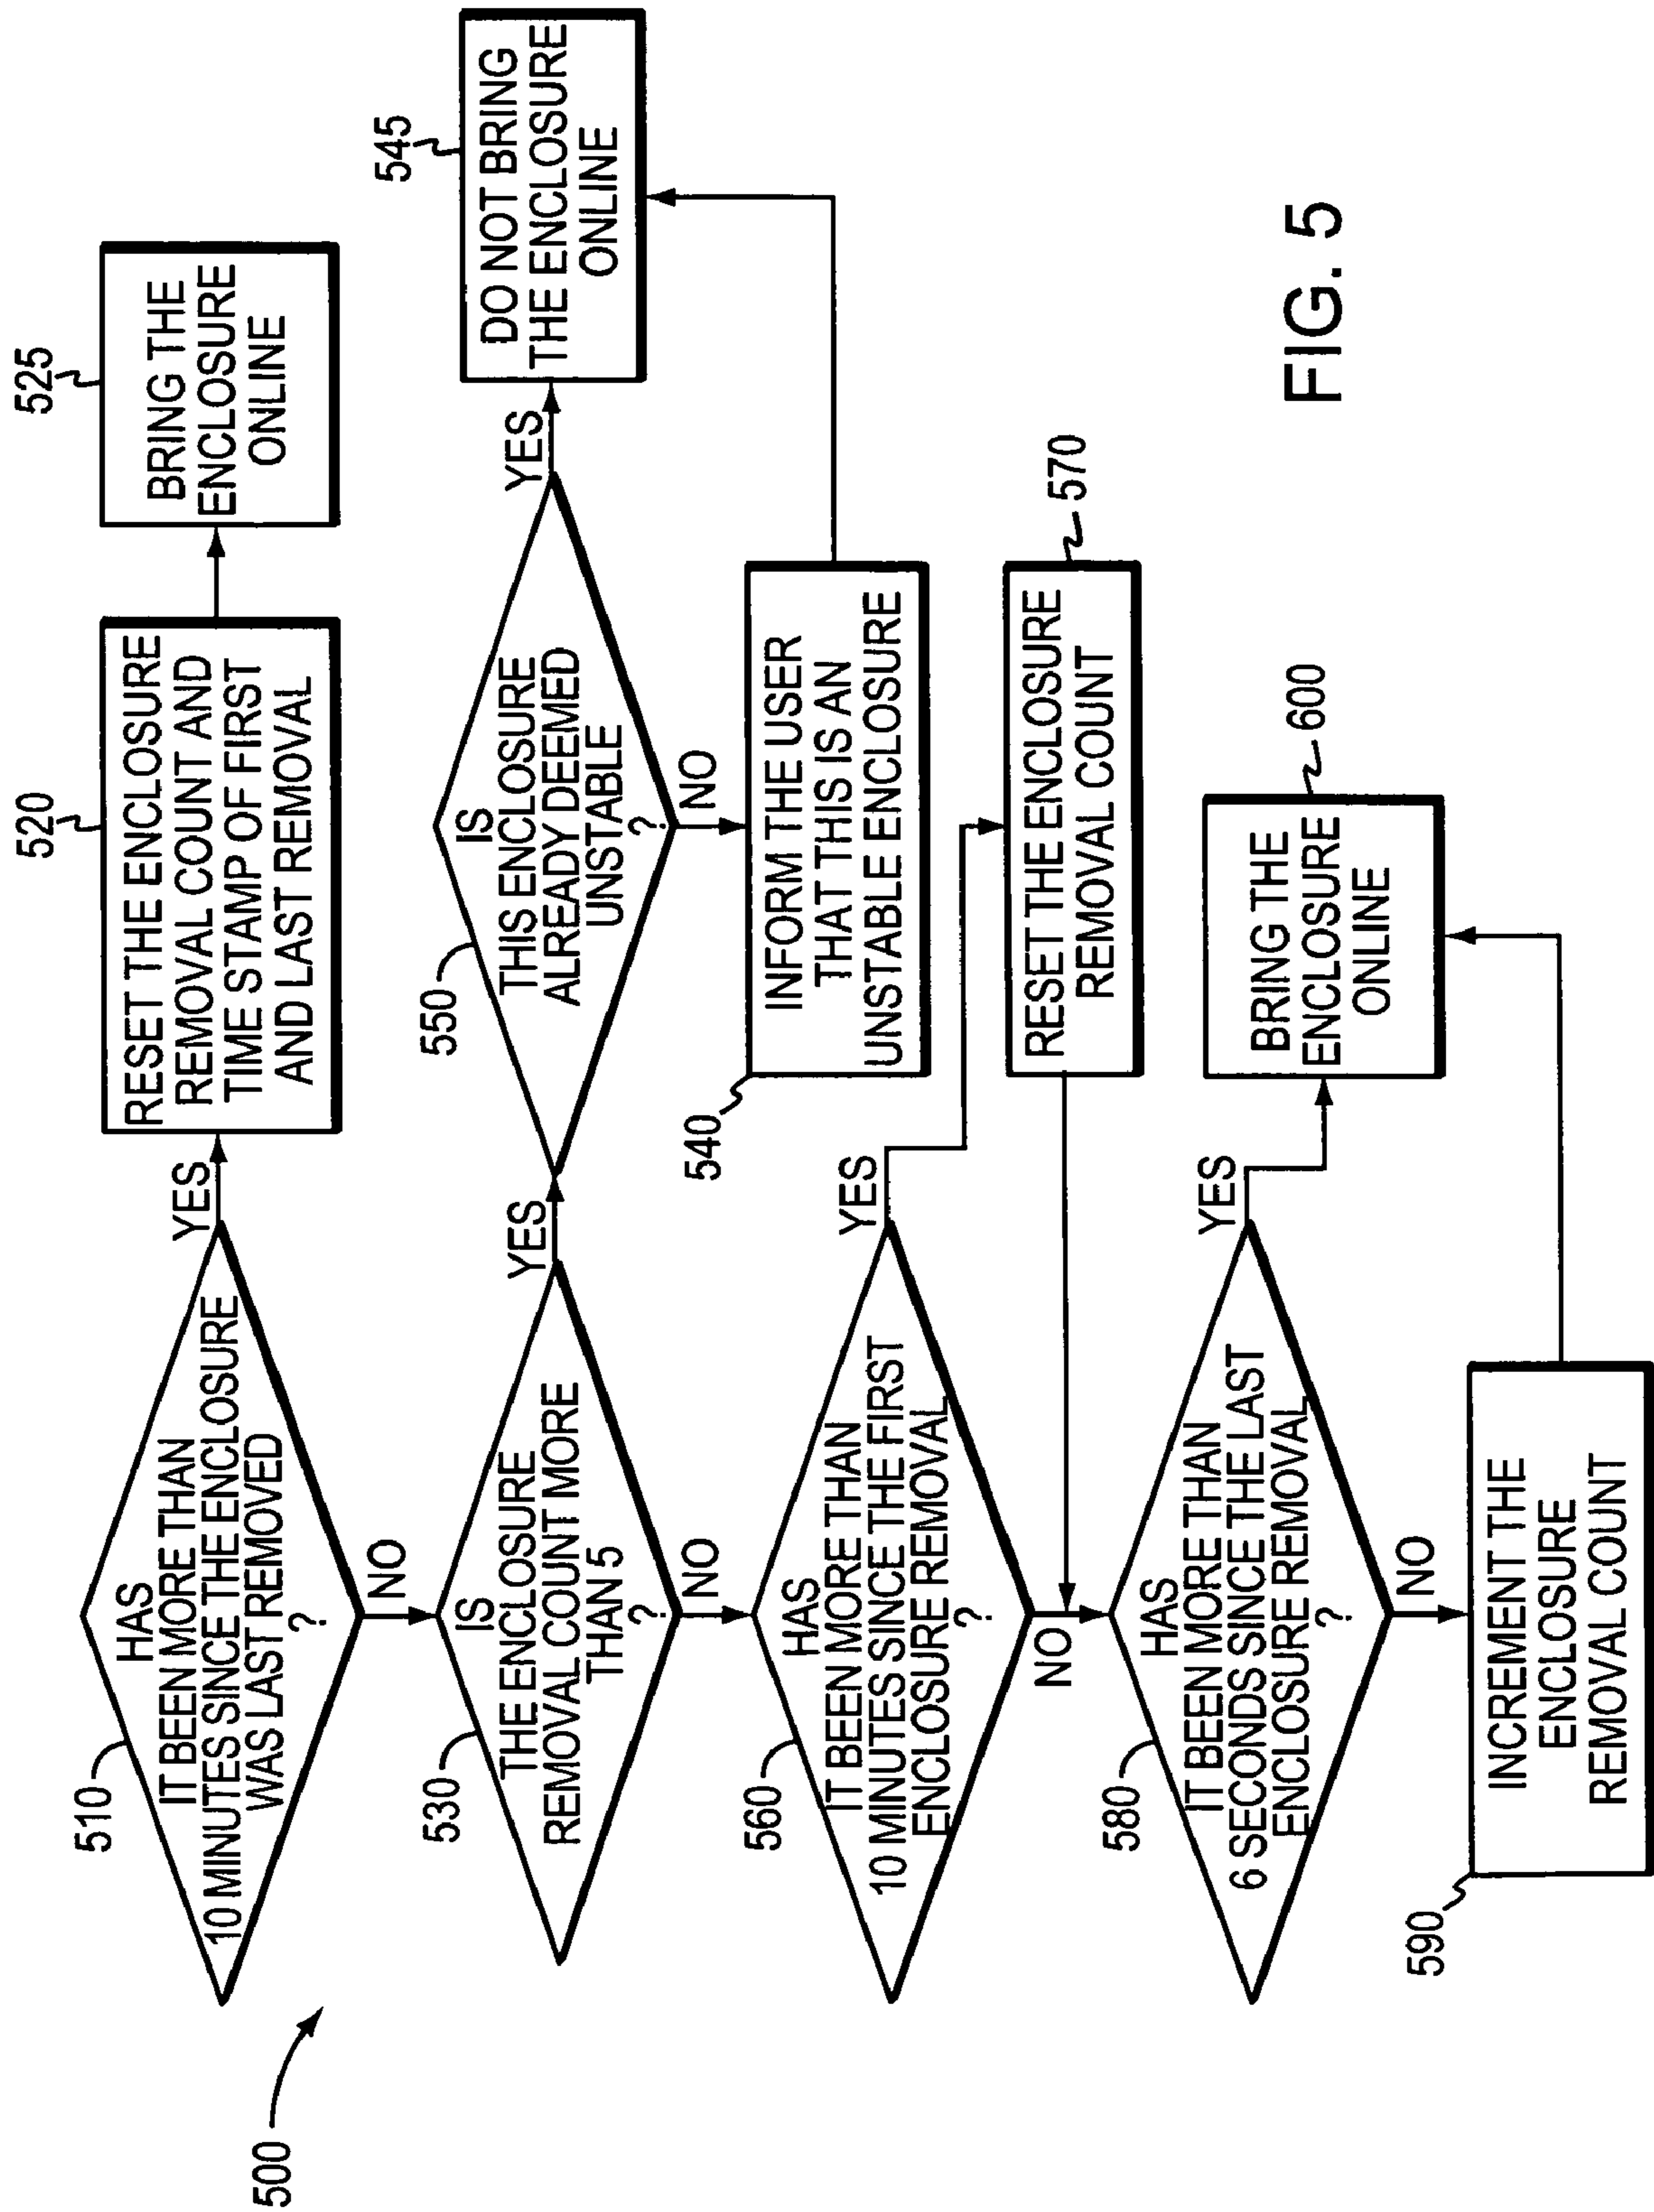 500
510
HAS
IT BEEN MORE THAN
10 MINUTES SINCE THE ENCLOSURE
WAS LAST REMOVED
?
YES
520
RESET THE ENCLOSURE
REMOVAL COUNT AND
TIME STAMP OF FIRST
AND LAST REMOVAL
525
BRING THE
ENCLOSURE
ONLINE
NO
530
IS
THE ENCLOSURE
REMOVAL COUNT MORE
THAN 5
?
YES
550
IS
THIS ENCLOSURE
ALREADY DEEMED
UNSTABLE
?
YES
545
DO NOT BRING
THE ENCLOSURE
ONLINE
NO
540
INFORM THE USER
THAT THIS IS AN
UNSTABLE ENCLOSURE
NO
560
HAS
IT BEEN MORE THAN
10 MINUTES SINCE THE FIRST
ENCLOSURE REMOVAL
?
YES
570
RESET THE ENCLOSURE
REMOVAL COUNT
NO
580
HAS
IT BEEN MORE THAN
6 SECONDS SINCE THE LAST
ENCLOSURE REMOVAL
?
YES
600
BRING THE
ENCLOSURE
ONLINE
NO
590
INCREMENT THE
ENCLOSURE
REMOVAL COUNT
FIG. 5